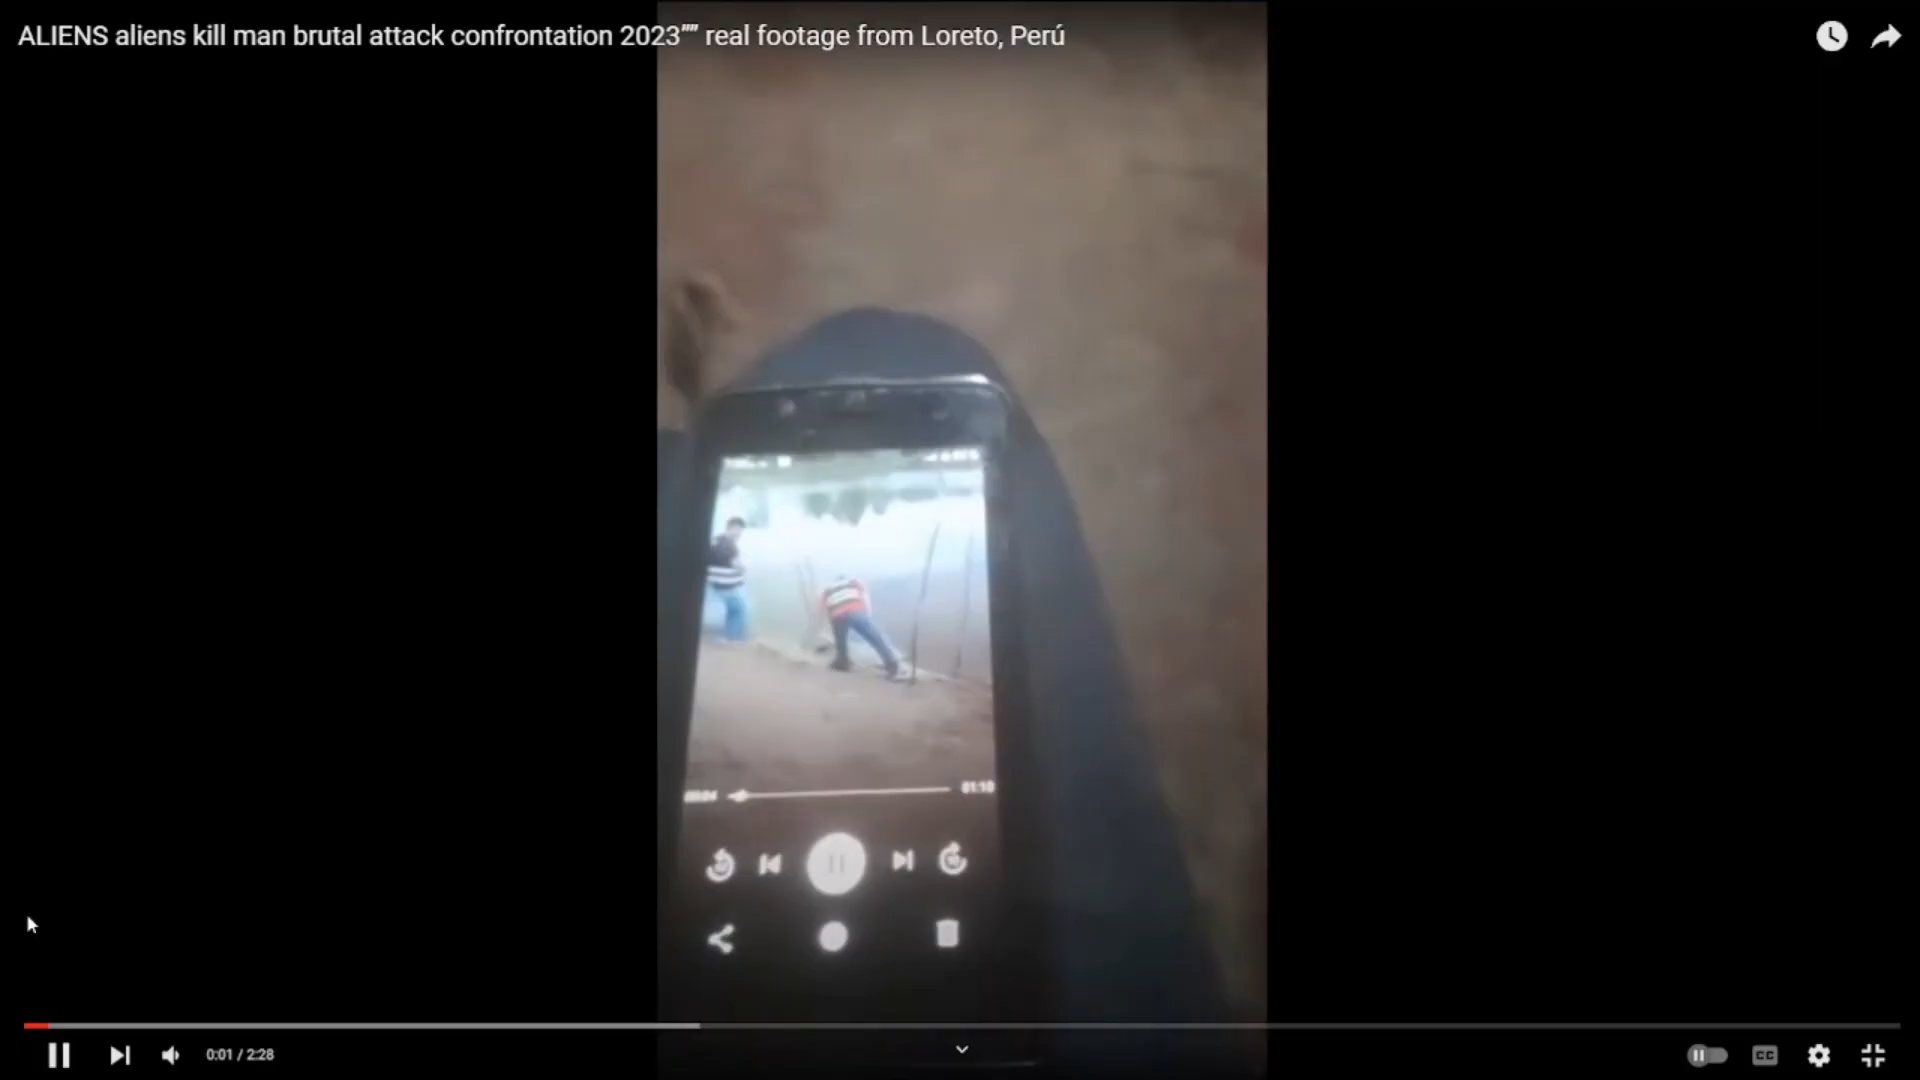 ALIENS aliens kill man brutal attack confrontation 2023"" real footage from Loreto, Perú
01:10
0:01 / 2:28
CC